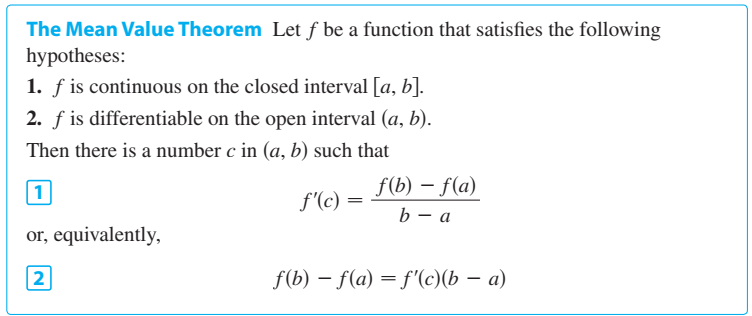 The Mean Value Theorem Let f be a function that satisfies the following
hypotheses:
1. f is continuous on the closed interval [a, b].
2. f is differentiable on the open interval (a, b).
Then there is a number c in (a, b) such that
1 f′(c) = \frac{f(b) − f(a)}{b − a}
or, equivalently,
2 f(b) − f(a) = f′(c)(b − a)